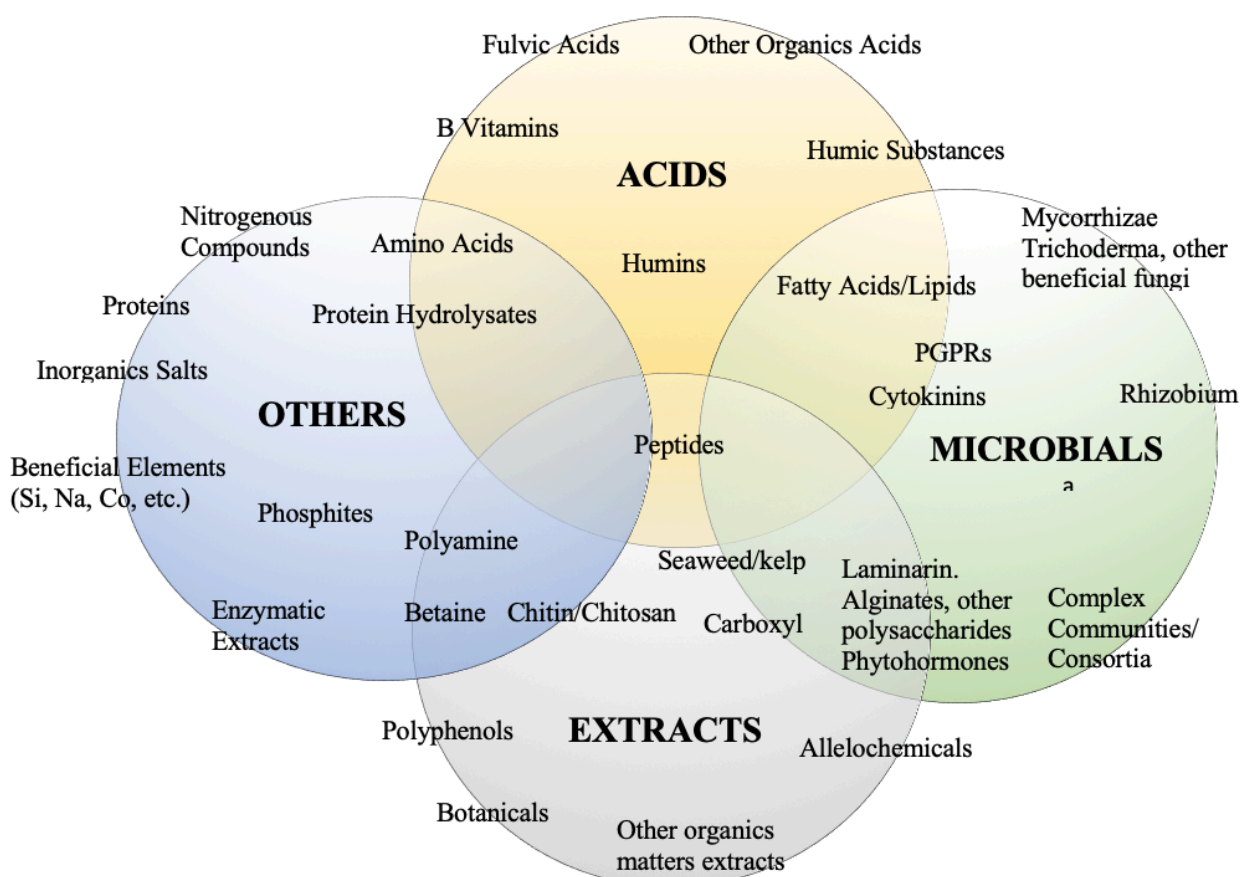 Fulvic Acids
Other Organics Acids
B Vitamins
Humic Substances
ACIDS
Nitrogenous
Compounds
Amino Acids
Humins
Mycorrhizae
Trichoderma, other
beneficial fungi
Fatty Acids/Lipids
Proteins
Protein Hydrolysates
PGPRs
Inorganics Salts
Cytokinins
Rhizobium
OTHERS
Peptides
MICROBIALS
a
Beneficial Elements
(Si, Na, Co, etc.)
Phosphites
Polyamine
Seaweed/kelp
Laminarin.
Alginates, other
polysaccharides
Phytohormones
Complex
Communities/
Consortia
Enzymatic
Extracts
Betaine
Chitin/Chitosan
Carboxyl
Polyphenols
EXTRACTS
Allelochemicals
Botanicals
Other organics
matters extracts